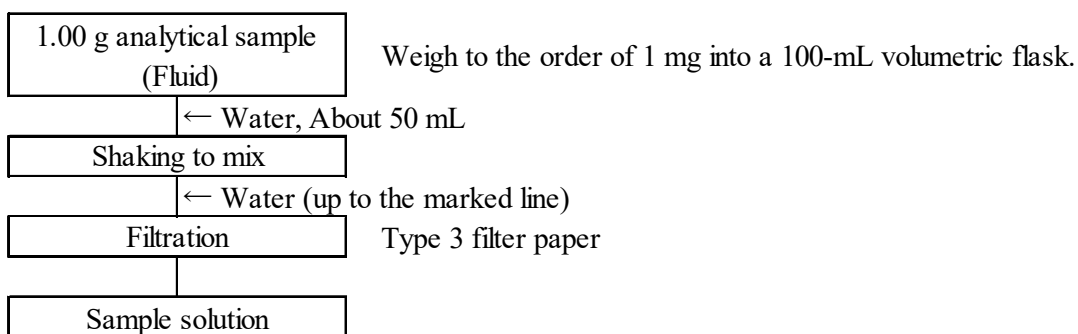 1.00 g analytical sample
(Fluid)
Weigh to the order of 1 mg into a 100-mL volumetric flask.
← Water, About 50 mL
Shaking to mix
← Water (up to the marked line)
Filtration
Type 3 filter paper
Sample solution